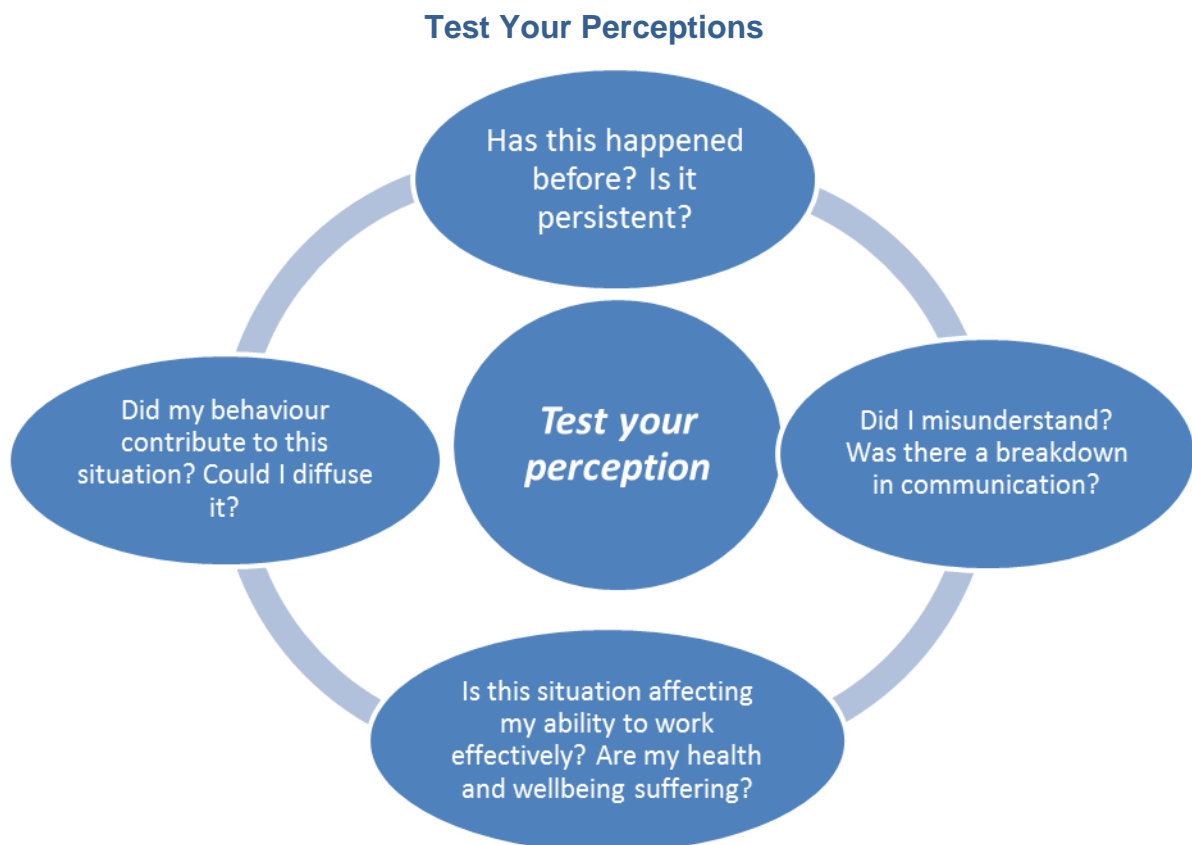 Test Your Perceptions
Has this happened
before? Is it
persistent?
Did my behaviour
contribute to this
situation? Could I diffuse
it?
Test your
perception
Did I misunderstand?
Was there a breakdown
in communication?
Is this situation affecting
my ability to work
effectively? Are my health
and wellbeing suffering?